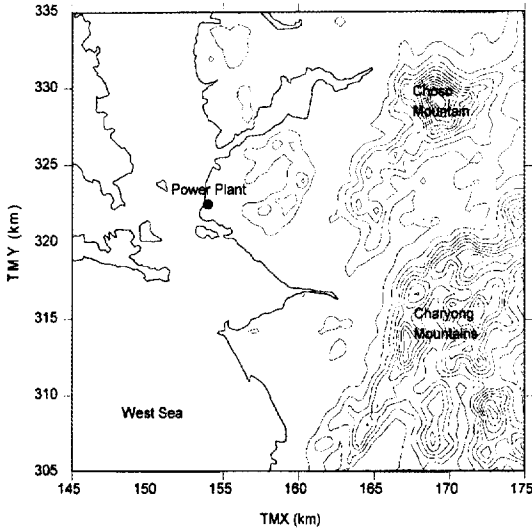 335
330
325
320
315
310
305
TMY (km)
Choso
Mountain
Power Plant
Charyong
Mountains
West Sea
145
150
155
160
165
170
175
TMX (km)